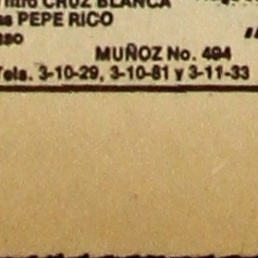 CRUZ BLANCA
PEPE RICO
MUÑOZ No. 494
Tels. 3-10-29, 3-10-81 y 3-11-33